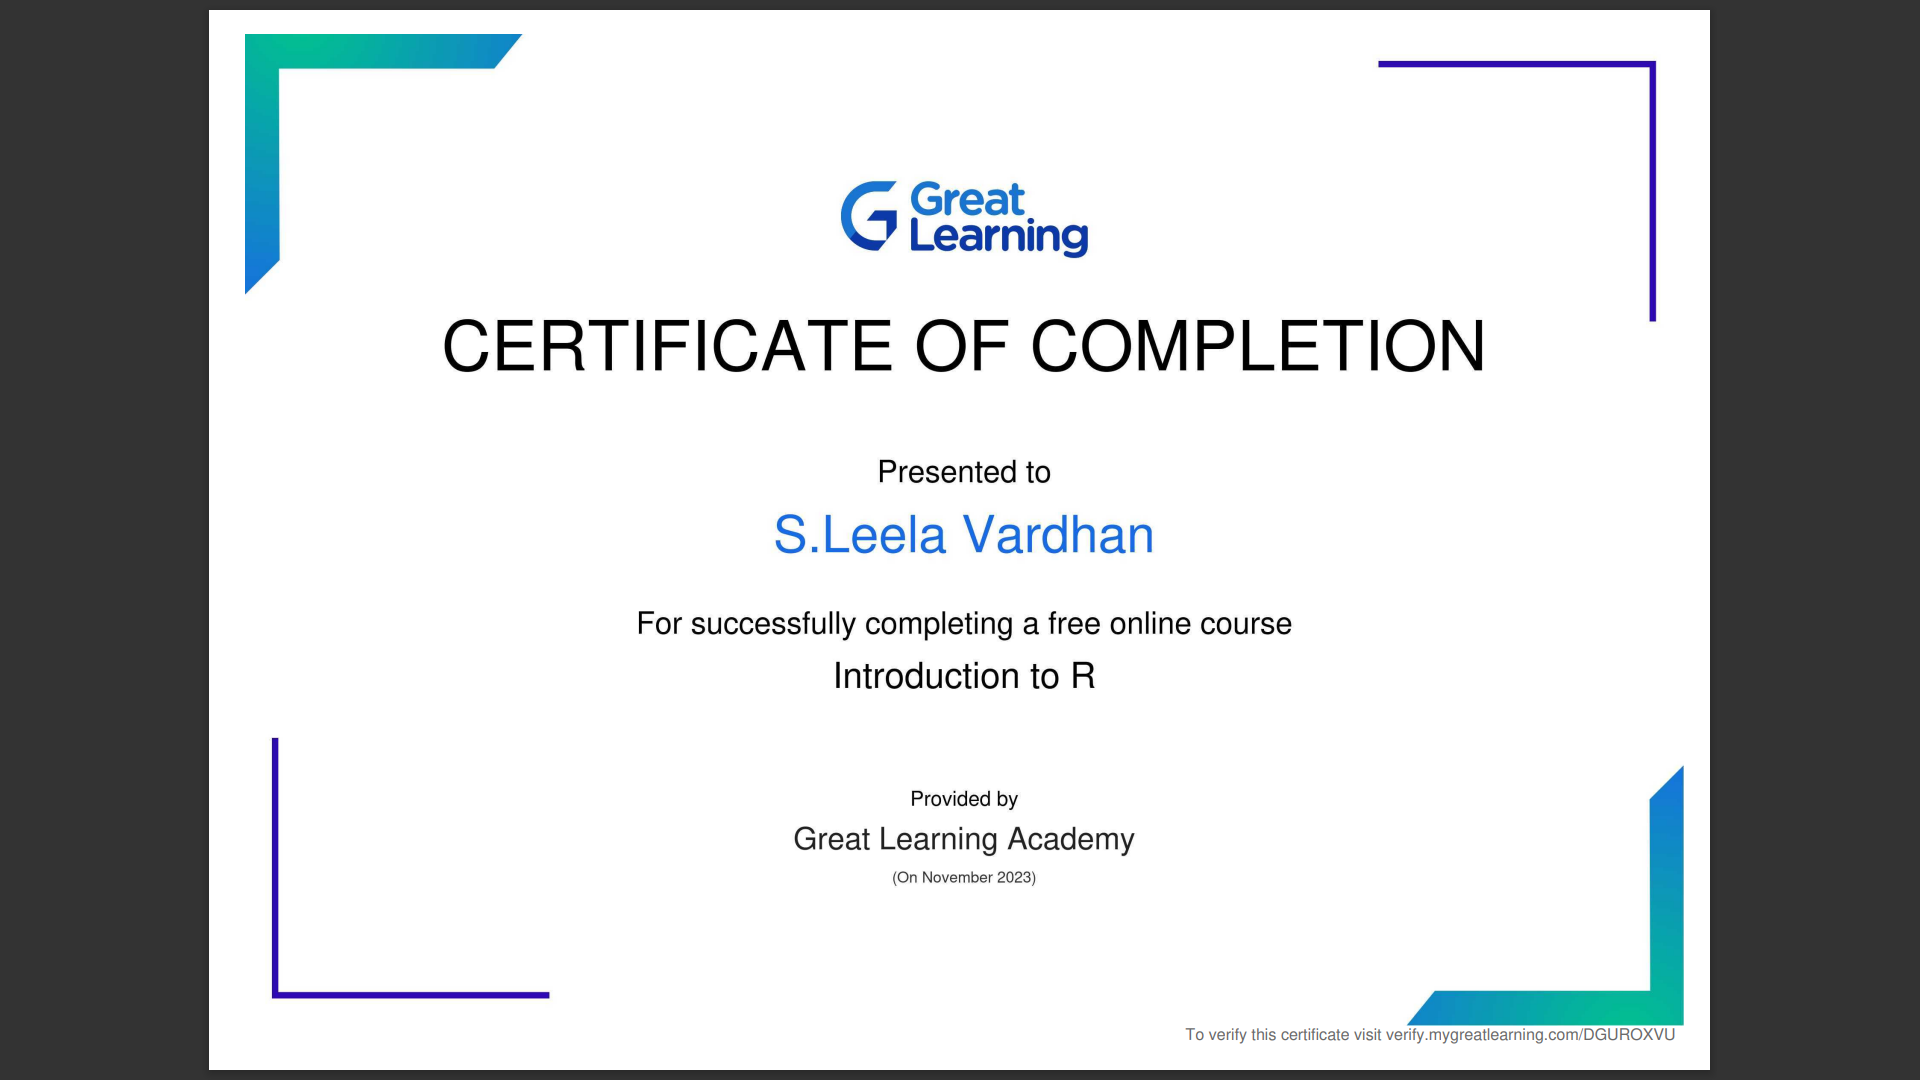 Great
Learning
CERTIFICATE OF COMPLETION
Presented to
S.Leela Vardhan
For successfully completing a free online course
Introduction to R
Provided by
Great Learning Academy
(On November 2023)
To verify this certificate visit verify.mygreatlearning.com/DGUROXVU